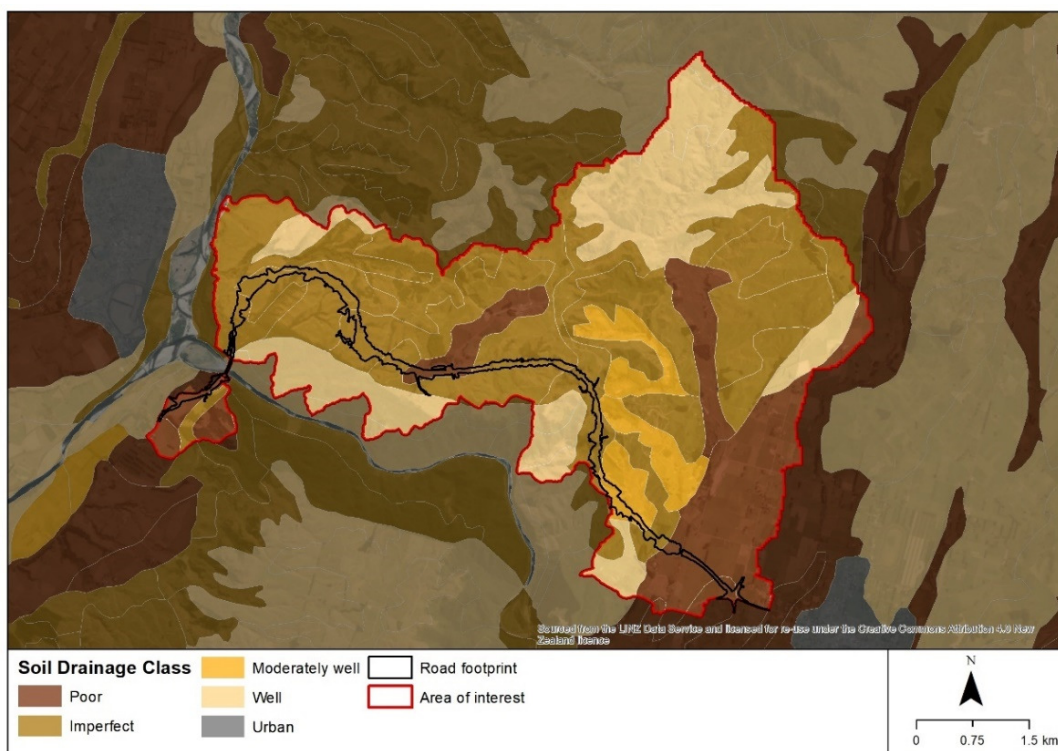 Sourced from the LINZ Data Service and licensed for re-use under the Creative Commons Attribution 4.0 New
Zealand licence
Soil Drainage Class
Poor
Imperfect
Moderately well
Well
Urban
Road footprint
Area of interest
N
0 0.75 1.5 km